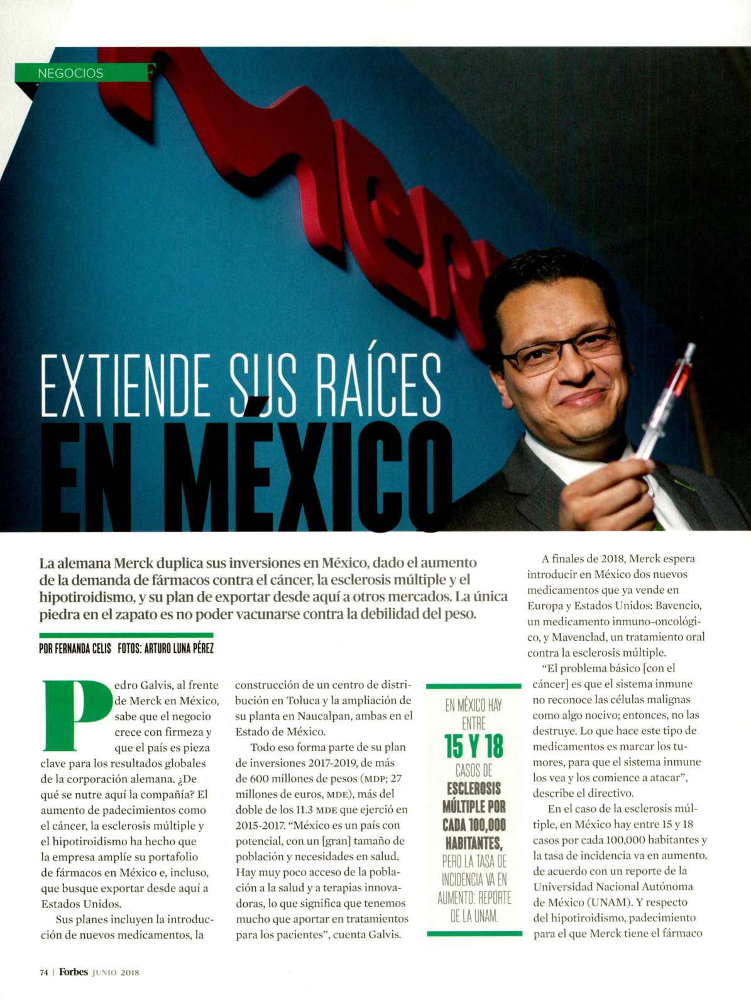 NEGOCIOS
Merck
EXTIENDE SUS RAÍCES
EN MÉXICO
La alemana Merck duplica sus inversiones en México, dado el aumento
de la demanda de fármacos contra el cáncer, la esclerosis múltiple y el
hipotiroidismo, y su plan de exportar desde aquí a otros mercados. La única
piedra en el zapato es no poder vacunarse contra la debilidad del peso.
POR FERNANDA CELIS FOTOS: ARTURO LUNA PÉREZ
Pedro Galvis, al frente
de Merck en México,
sabe que el negocio
crece con firmeza y
que el país es pieza
clave para los resultados globales
de la corporación alemana. ¿De
qué se nutre aquí la compañía? El
aumento de padecimientos como
el cáncer, la esclerosis múltiple y
el hipotiroidismo ha hecho que
la empresa amplíe su portafolio
de fármacos en México e, incluso,
que busque exportar desde aquí a
Estados Unidos.
Sus planes incluyen la introduc-
ción de nuevos medicamentos, la
construcción de un centro de distri-
bución en Toluca y la ampliación de
su planta en Naucalpan, ambas en el
Estado de México.
Todo eso forma parte de su plan
de inversiones 2017-2019, de más
de 600 millones de pesos (MDP; 27
millones de euros, MDE), más del
doble de los 11.3 MDE que ejerció en
2015-2017. “México es un país con
potencial, con un [gran] tamaño de
población y necesidades en salud.
Hay muy poco acceso de la pobla-
ción a la salud y a terapias innova-
doras, lo que significa que tenemos
mucho que aportar en tratamientos
para los pacientes”, cuenta Galvis.
EN MÉXICO HAY
ENTRE
15 Y 18
CASOS DE
ESCLEROSIS
MÚLTIPLE POR
CADA 100,000
HABITANTES,
PERO LA TASA DE
INCIDENCIA VA EN
AUMENTO: REPORTE
DE LA UNAM.
A finales de 2018, Merck espera
introducir en México dos nuevos
medicamentos que ya vende en
Europa y Estados Unidos: Bavencio,
un medicamento inmuno-oncológi-
co, y Mavenclad, un tratamiento oral
contra la esclerosis múltiple.
“El problema básico [con el
cáncer] es que el sistema inmune
no reconoce las células malignas
como algo nocivo; entonces, no las
destruye. Lo que hace este tipo de
medicamentos es marcar los tu-
mores, para que el sistema inmune
los vea y los comience a atacar”,
describe el directivo.
En el caso de la esclerosis múl-
tiple, en México hay entre 15 y 18
casos por cada 100,000 habitantes y
la tasa de incidencia va en aumento,
de acuerdo con un reporte de la
Universidad Nacional Autónoma
de México (UNAM). Y respecto
del hipotiroidismo, padecimiento
para el que Merck tiene el fármaco
74 | Forbes JUNIO 2018